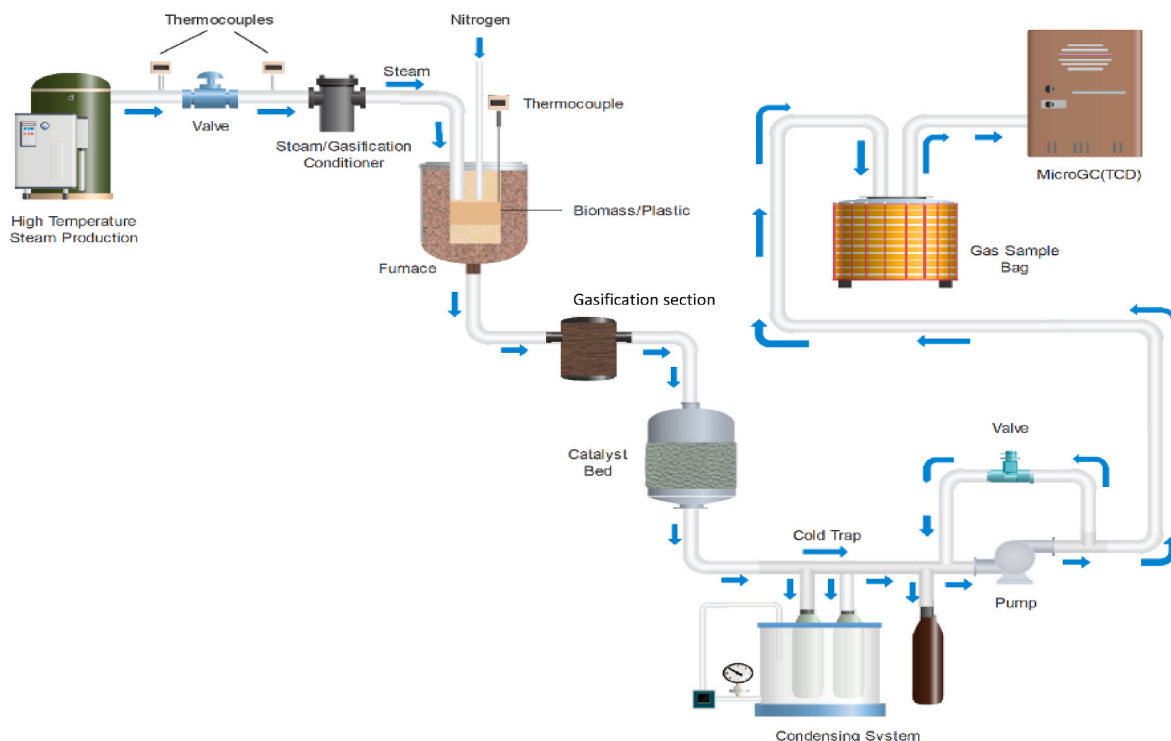 Thermocouples
Nitrogen
Steam
Thermocouple
Valve
Steam/Gasification
Conditioner
High Temperature
Steam Production
Biomass/Plastic
Furnace
MicroGC(TCD)
Gas Sample
Bag
Gasification section
Catalyst
Bed
Valve
Cold Trap
Pump
Condensing System